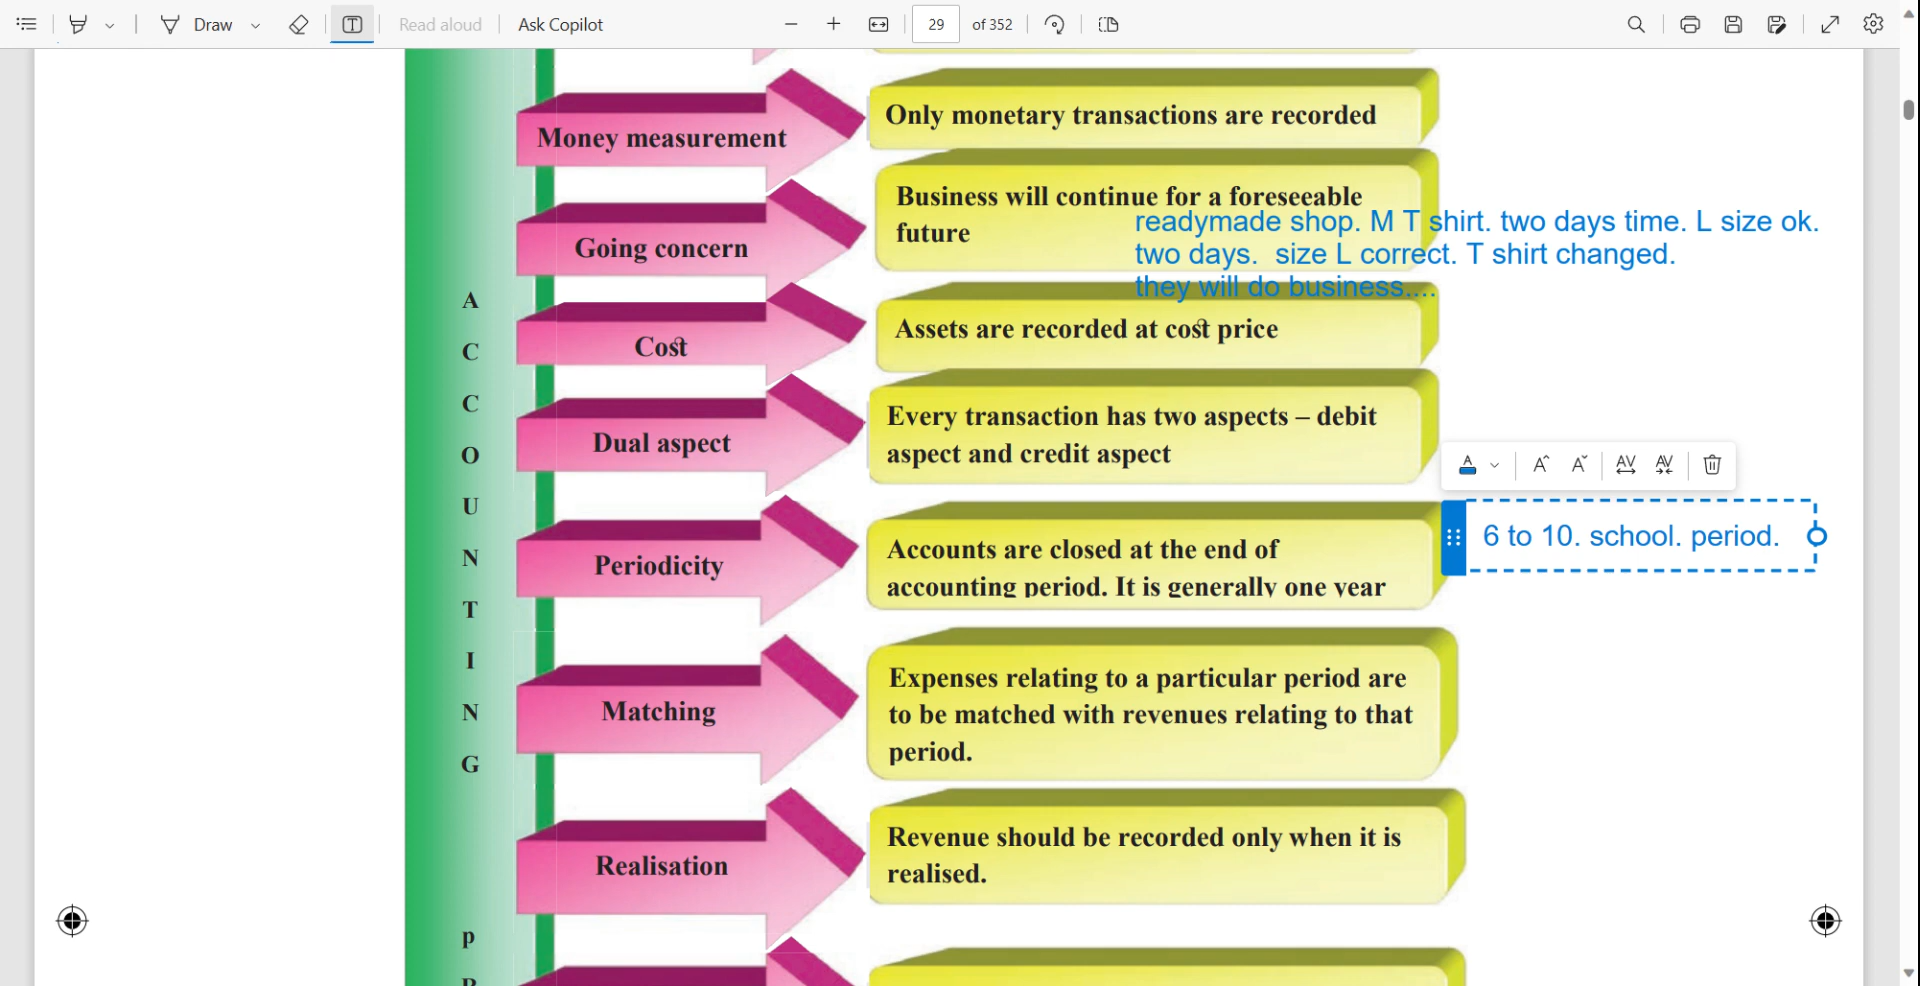 Draw
Read aloud
Ask Copilot
29
of 352
Money measurement
Only monetary transactions are recorded
Going concern
Business will continue for a foreseeable
future
readymade shop. M T shirt. two days time. L size ok.
two days.  size L correct. T shirt changed.
they will do business....
Cost
Assets are recorded at cost price
Dual aspect
Every transaction has two aspects – debit
aspect and credit aspect
Periodicity
Accounts are closed at the end of
accounting period. It is generally one year
6 to 10. school. period.
Matching
Expenses relating to a particular period are
to be matched with revenues relating to that
period.
Realisation
Revenue should be recorded only when it is
realised.
A
C
C
O
U
N
T
I
N
G
p